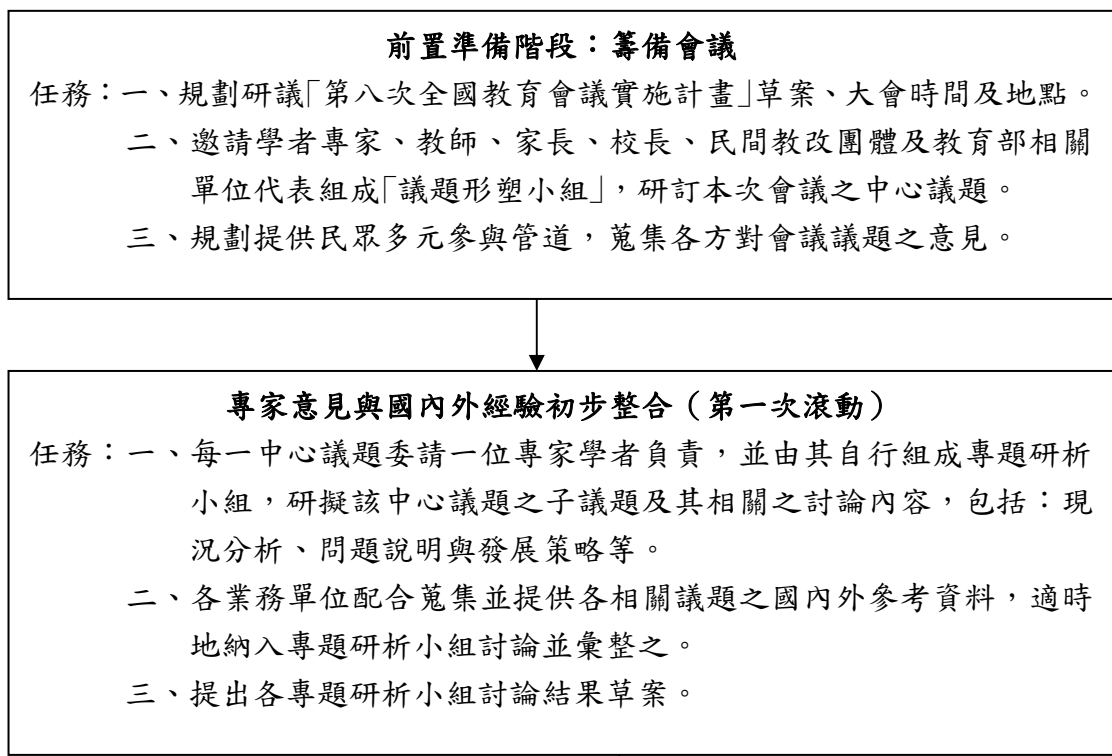 前置準備階段：籌備會議
任務：一、規劃研議「第八次全國教育會議實施計畫」草案、大會時間及地點。
二、邀請學者專家、教師、家長、校長、民間教改團體及教育部相關
單位代表組成「議題形塑小組」，研訂本次會議之中心議題。
三、規劃提供民眾多元參與管道，蒐集各方對會議議題之意見。
專家意見與國內外經驗初步整合（第一次滾動）
任務：一、每一中心議題委請一位專家學者負責，並由其自行組成專題研析
小組，研擬該中心議題之子議題及其相關之討論內容，包括：現
況分析、問題說明與發展策略等。
二、各業務單位配合蒐集並提供各相關議題之國內外參考資料，適時
地納入專題研析小組討論並彙整之。
三、提出各專題研析小組討論結果草案。